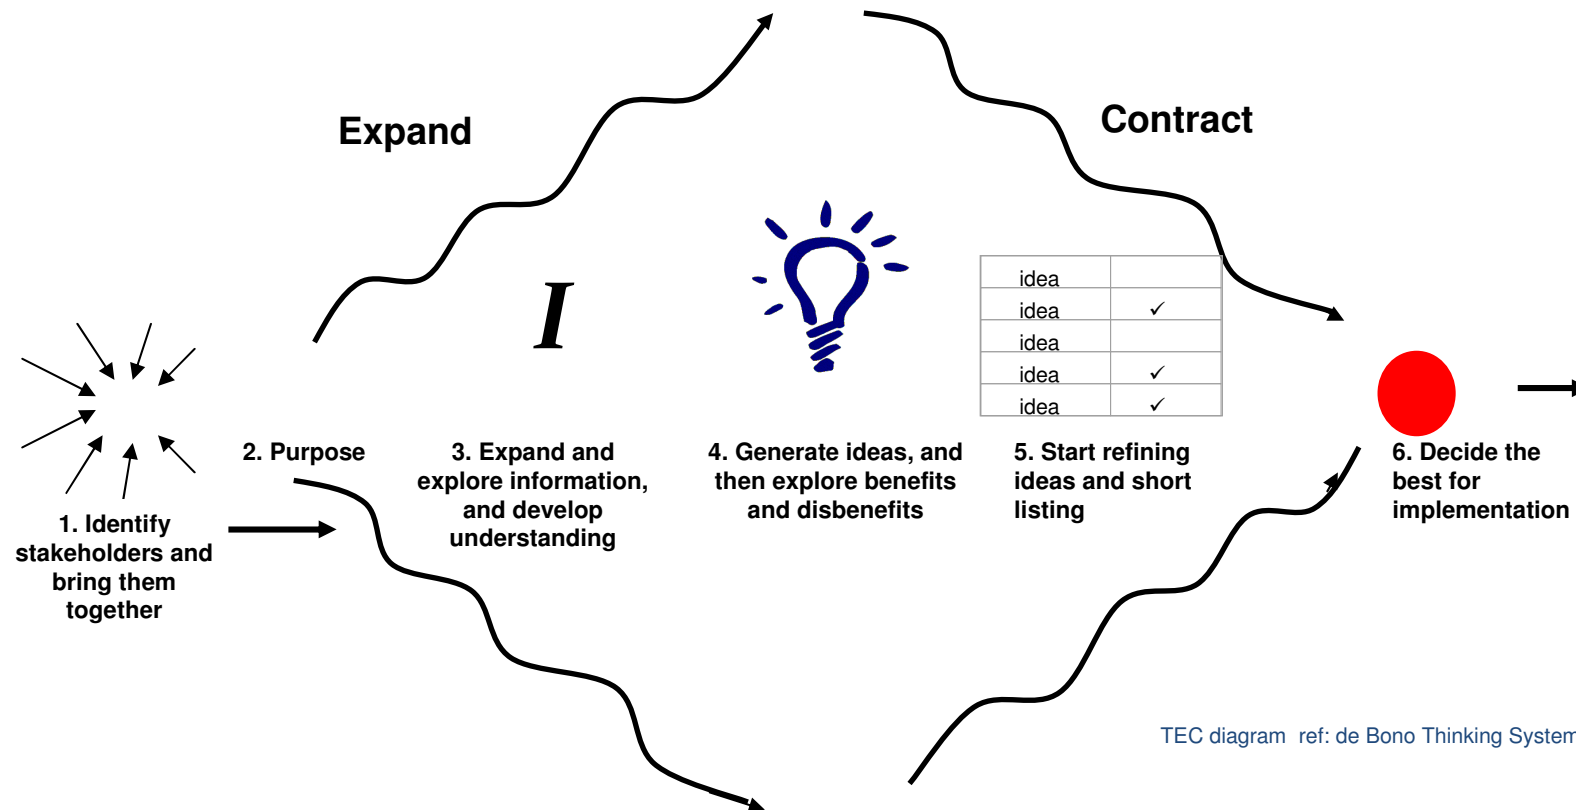 Expand
Contract
I
idea
idea ✓
idea
idea ✓
idea ✓
1. Identify
stakeholders and
bring them
together
2. Purpose
3. Expand and
explore information,
and develop
understanding
4. Generate ideas, and
then explore benefits
and disbenefits
5. Start refining
ideas and short
listing
6. Decide the
best for
implementation
TEC diagram  ref: de Bono Thinking System